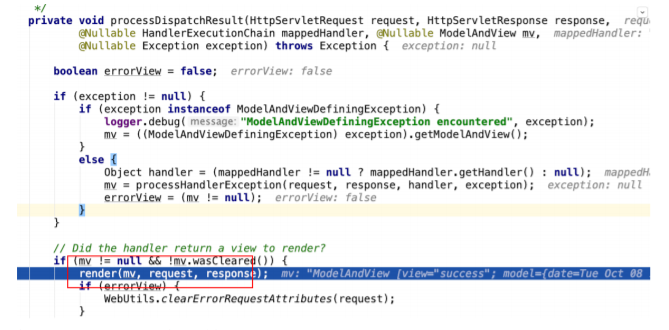 */
private void processDispatchResult(HttpServletRequest request, HttpServletResponse response,
@Nullable HandlerExecutionChain mappedHandler, @Nullable ModelAndView mv, mappedHandler:
@Nullable Exception exception) throws Exception { exception: null
boolean errorView = false; errorView: false
if (exception != null) {
if (exception instanceof ModelAndViewDefiningException) {
logger.debug( message: "ModelAndViewDefiningException encountered", exception);
mv = ((ModelAndViewDefiningException) exception).getModelAndView();
}
else {
Object handler = (mappedHandler != null ? mappedHandler.getHandler() : null);
mv = processHandlerException(request, response, handler, exception); exception: null
errorView = (mv != null); errorView: false
}
}
// Did the handler return a view to render?
if (mv != null && !mv.wasCleared()) {
render(mv, request, response); mv: "ModelAndView [view="success"; model={date=Tue Oct 08
if (errorView) {
WebUtils.clearErrorRequestAttributes(request);
}